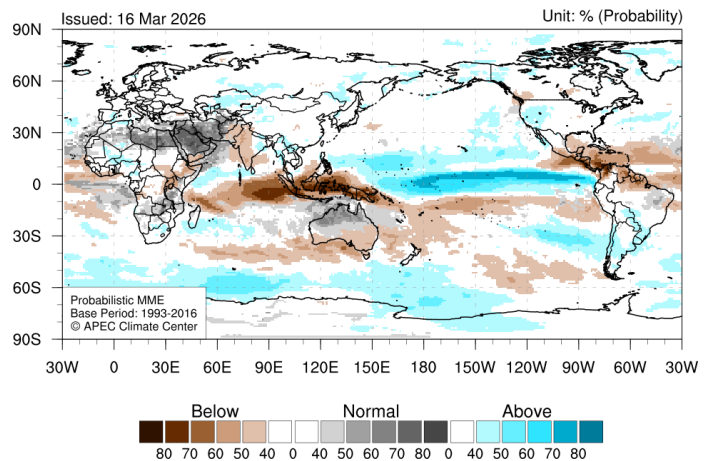 Issued: 16 Mar 2026 Unit: % (Probability)
90N
60N
30N
0
30S
60S
90S
Probabilistic MME
Base Period: 1993-2016
© APEC Climate Center
30W 0 30E 60E 90E 120E 150E 180 150W 120W 90W 60W 30W
Below Normal Above
80 70 60 50 40 0 40 50 60 70 80 0 40 50 60 70 80